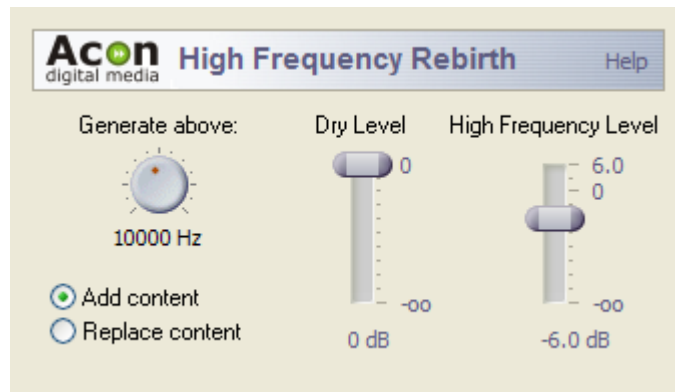 Acon
digital media
High Frequency Rebirth
Help
Generate above:
10000 Hz
Add content
Replace content
Dry Level
0
-oo
0 dB
High Frequency Level
6.0
0
-oo
-6.0 dB